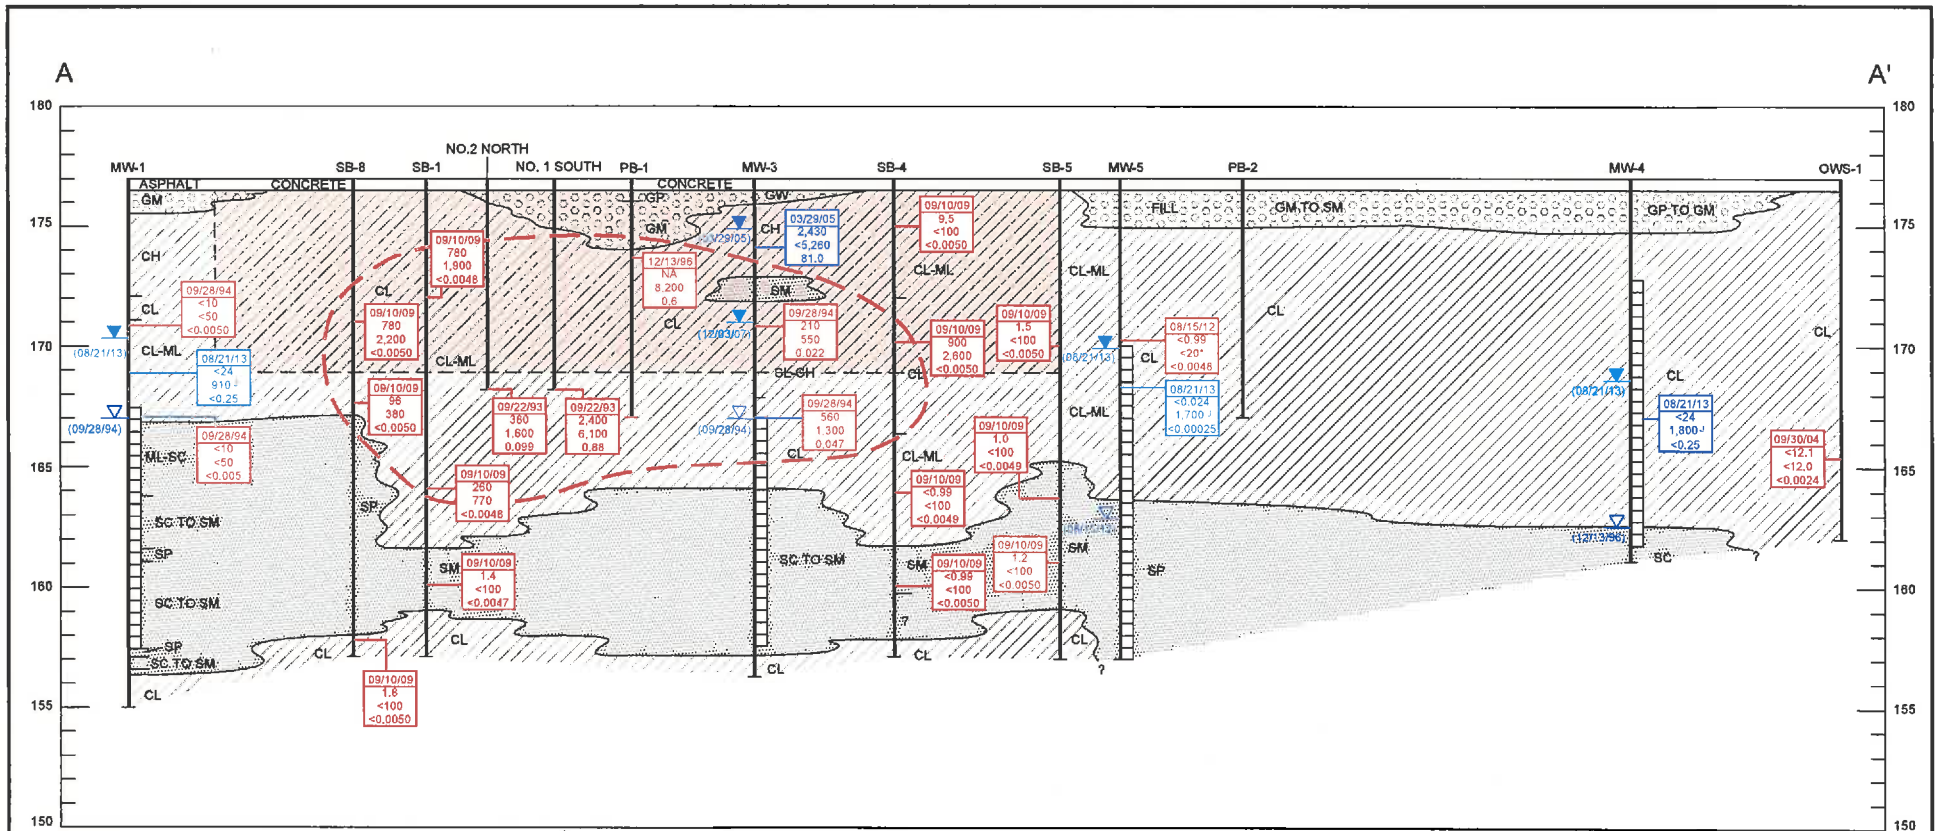 A
A'
180
180
NO.2 NORTH
MW-1
SB-8
SB-1
NO. 1 SOUTH
PB-1
MW-3
SB-4
SB-5
MW-5
PB-2
MW-4
OWS-1
ASPHALT
CONCRETE
CONCRETE
GM
GP
GW
FILL
GM TO SM
GP TO GM
175
175
GM
CH
(03/29/05)
03/29/05
2,430
<5,260
81.0
09/10/09
9.5
<100
<0.0050
09/10/09
780
1,900
<0.0048
12/13/96
NA
8,200
0.6
CH
CL-ML
CL-ML
SM
CL
09/28/94
<10
<50
<0.0050
CL
09/10/09
780
2,200
<0.0050
CL
(12/03/07)
09/28/94
210
550
0.022
09/10/09
900
2,600
<0.0050
09/10/09
1.5
<100
<0.0050
CL
08/15/12
<0.99
<20*
<0.0048
CL
170
170
(08/21/13)
CL-ML
CL-ML
CL-CH
CL
(08/21/13)
CL
(08/21/13)
CL
08/21/13
<24
910 J
<0.25
08/21/13
<0.024
1,700 J
<0.00025
08/21/13
<24
1,800 J
<0.25
09/10/09
98
380
<0.0050
09/22/93
360
1,600
0.099
09/22/93
2,400
6,100
0.88
(09/28/94)
09/28/94
560
1,300
0.047
CL-ML
(09/28/94)
09/28/94
<10
<50
<0.005
ML-SC
CL
CL-ML
09/10/09
1.0
<100
<0.0049
09/30/04
<12.1
<12.0
<0.0024
165
165
09/10/09
260
770
<0.0048
09/10/09
<0.99
<100
<0.0049
SP
SC TO SM
SP
SM
SC TO SM
SM
SM
SP
(12/13/96)
SC
?
09/10/09
1.4
<100
<0.0047
09/10/09
<0.99
<100
<0.0050
09/10/09
1.2
<100
<0.0050
160
160
SC TO SM
?
SP
SC TO SM
CL
CL
CL
CL
CL
CL
?
09/10/09
1.6
<100
<0.0050
155
155
150
150